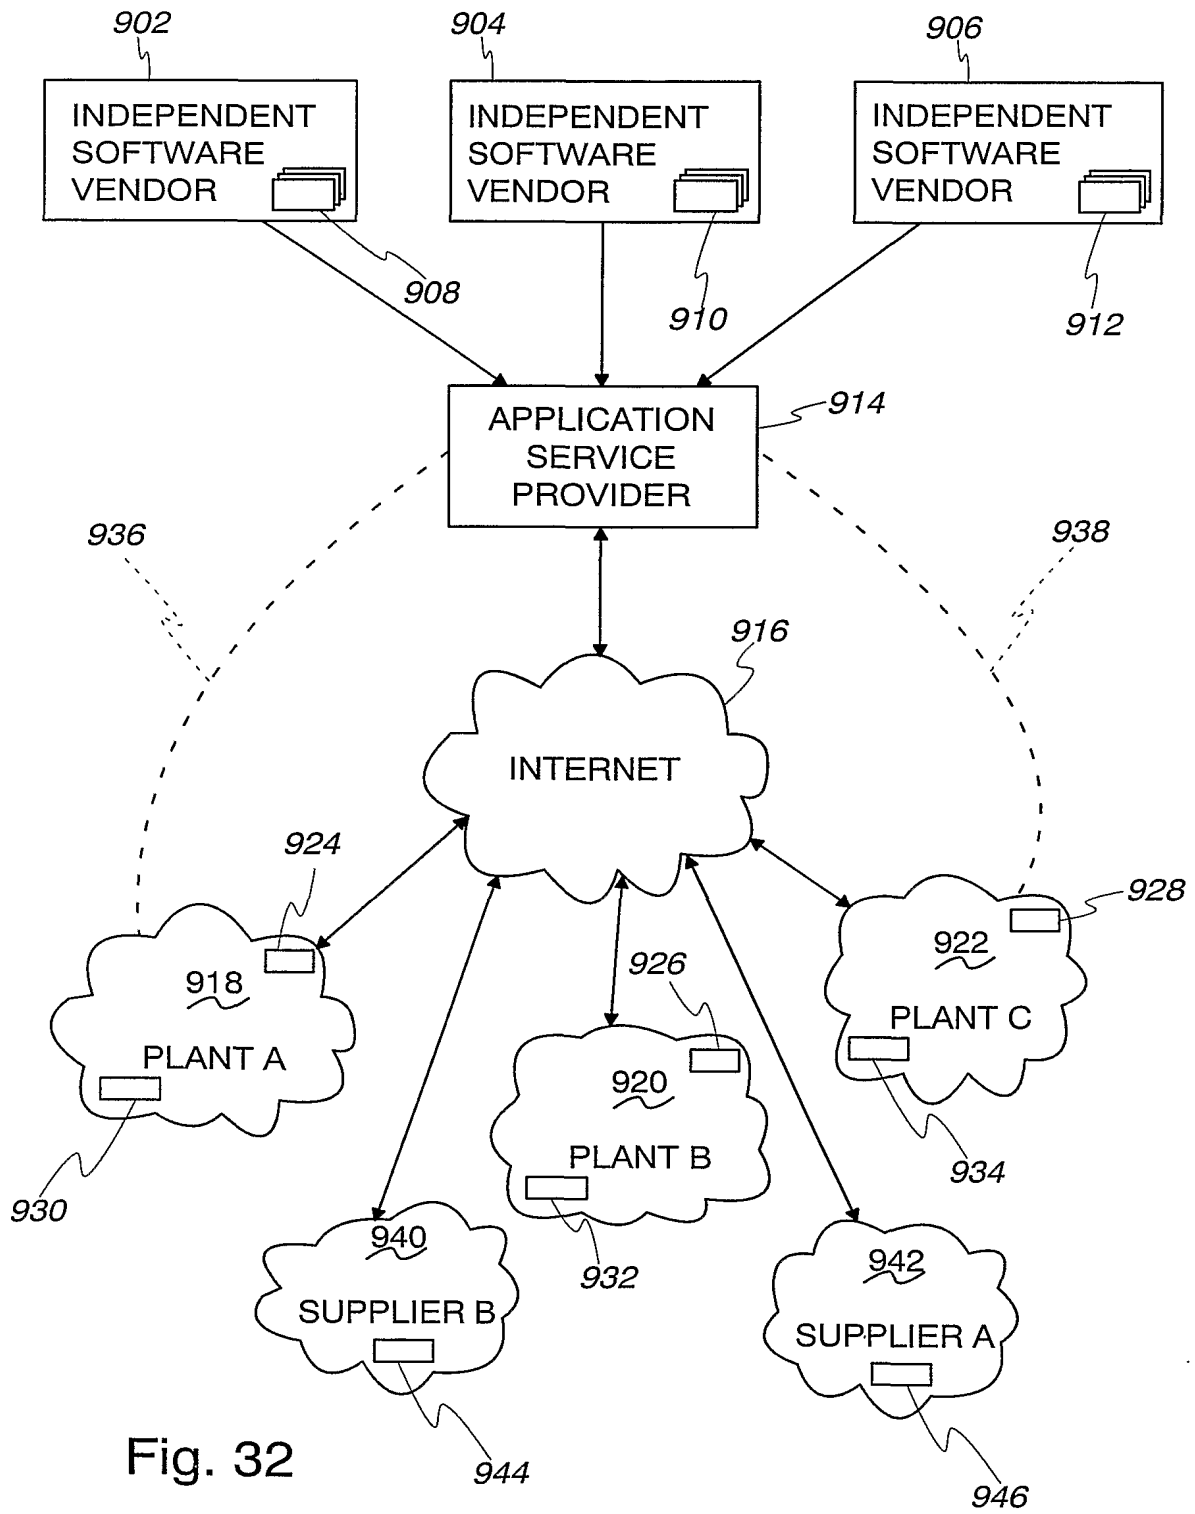 902
904
906
INDEPENDENT
SOFTWARE
VENDOR
INDEPENDENT
SOFTWARE
VENDOR
INDEPENDENT
SOFTWARE
VENDOR
908
910
912
APPLICATION
SERVICE
PROVIDER
914
936
938
916
INTERNET
924
928
918
PLANT A
926
922
PLANT C
920
PLANT B
930
934
932
940
SUPPLIER B
942
SUPPLIER A
944
946
Fig. 32